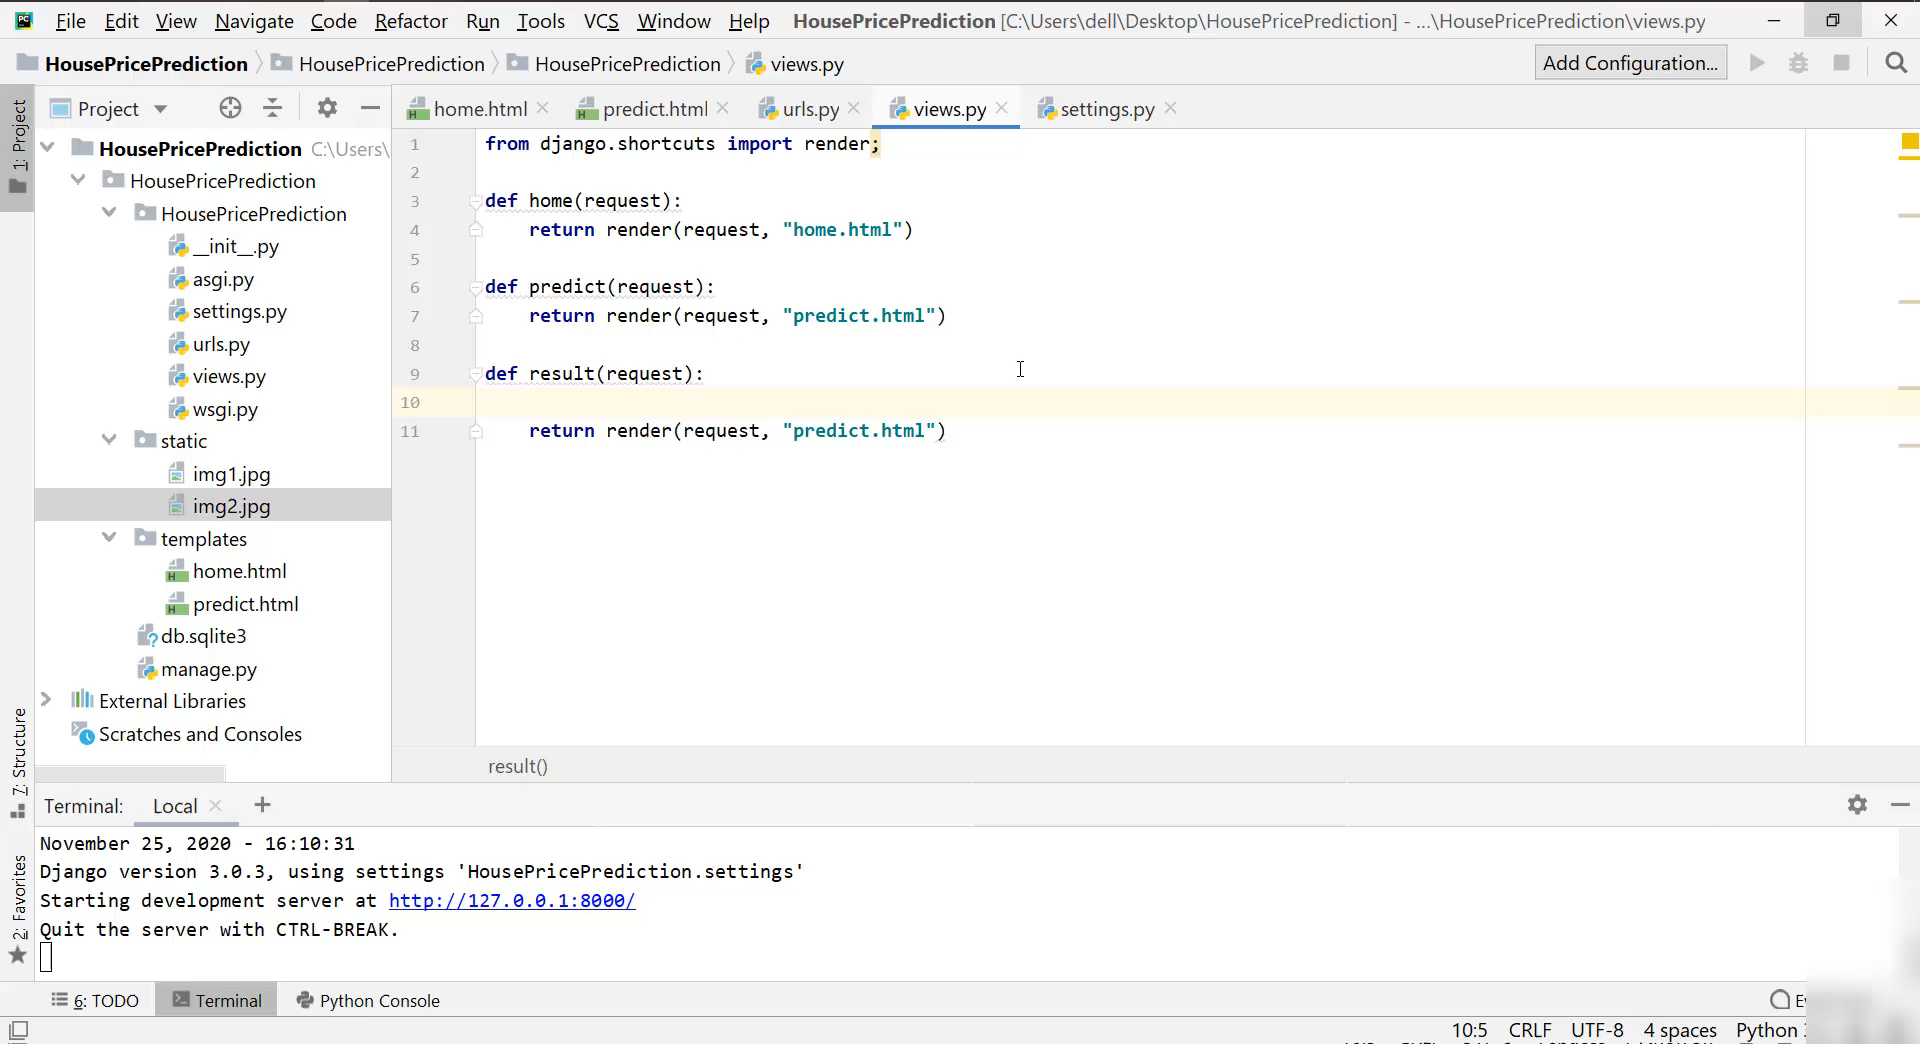 File Edit View Navigate Code Refactor Run Tools VCS Window Help HousePricePrediction [C:\Users\dell\Desktop\HousePricePrediction] - ...\HousePricePrediction\views.py
HousePricePrediction HousePricePrediction HousePricePrediction views.py Add Configuration...
1: Project
Project
home.html predict.html urls.py views.py settings.py
HousePricePrediction C:\Users\
HousePricePrediction
HousePricePrediction
__init__.py
asgi.py
settings.py
urls.py
views.py
wsgi.py
static
img1.jpg
img2.jpg
templates
home.html
predict.html
db.sqlite3
manage.py
External Libraries
Scratches and Consoles
1 from django.shortcuts import render;
2
3 def home(request):
4 return render(request, "home.html")
5
6 def predict(request):
7 return render(request, "predict.html")
8
9 def result(request):
10
11 return render(request, "predict.html")
result()
7: Structure
2: Favorites
Terminal: Local
November 25, 2020 - 16:10:31
Django version 3.0.3, using settings 'HousePricePrediction.settings'
Starting development server at http://127.0.0.1:8000/
Quit the server with CTRL-BREAK.
6: TODO Terminal Python Console
10:5 CRLF UTF-8 4 spaces Python